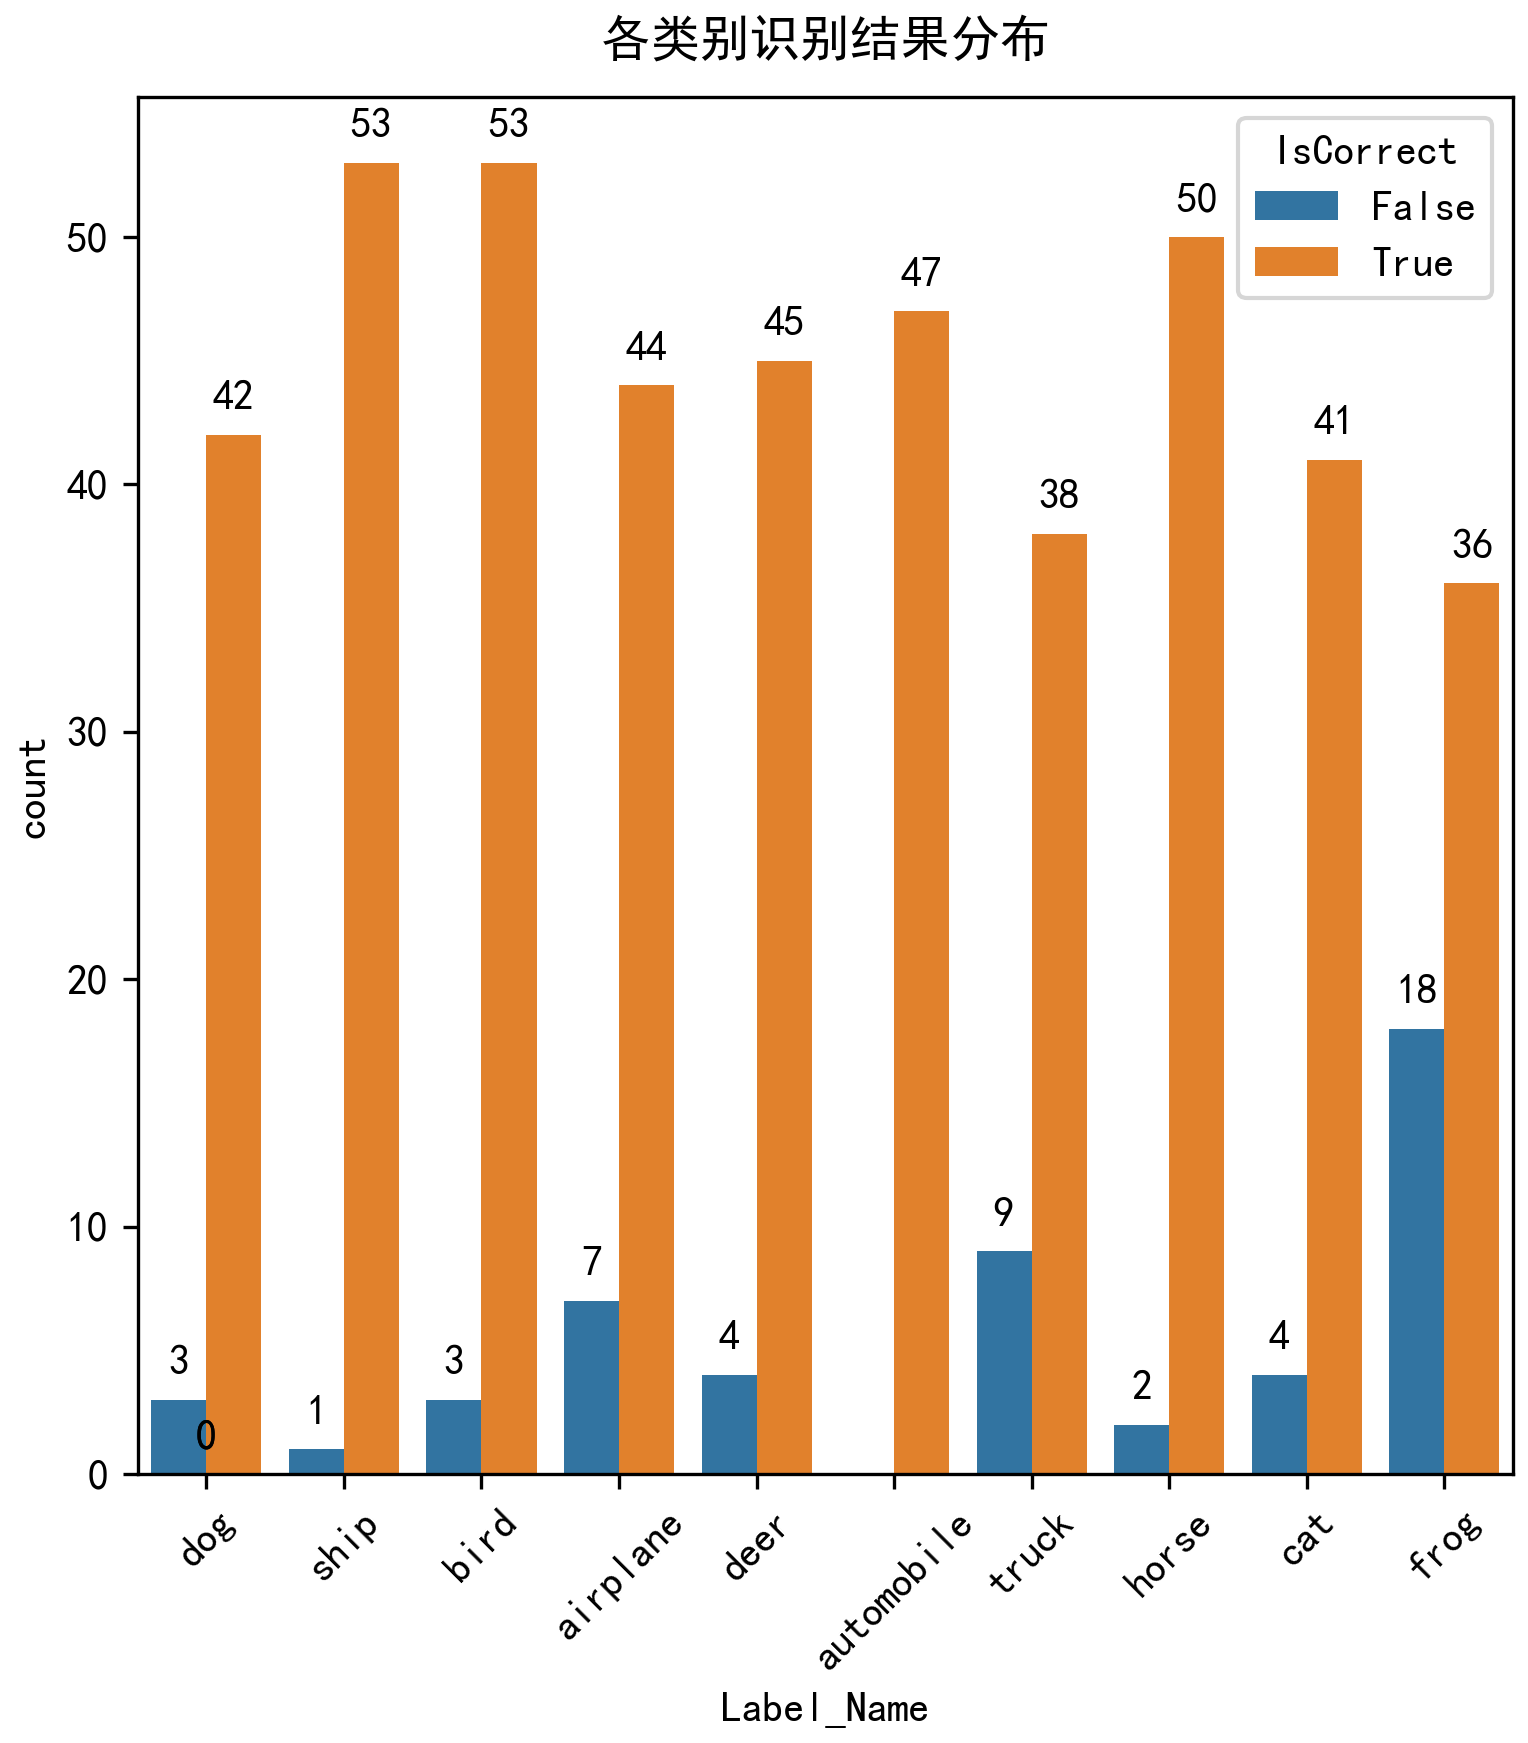 各类别识别结果分布
IsCorrect
False
True
count
50
40
30
20
10
0
42
53
53
44
45
47
38
50
41
36
3
1
3
7
4
9
2
4
18
0
dog
ship
bird
airplane
deer
automobile
truck
horse
cat
frog
Label_Name